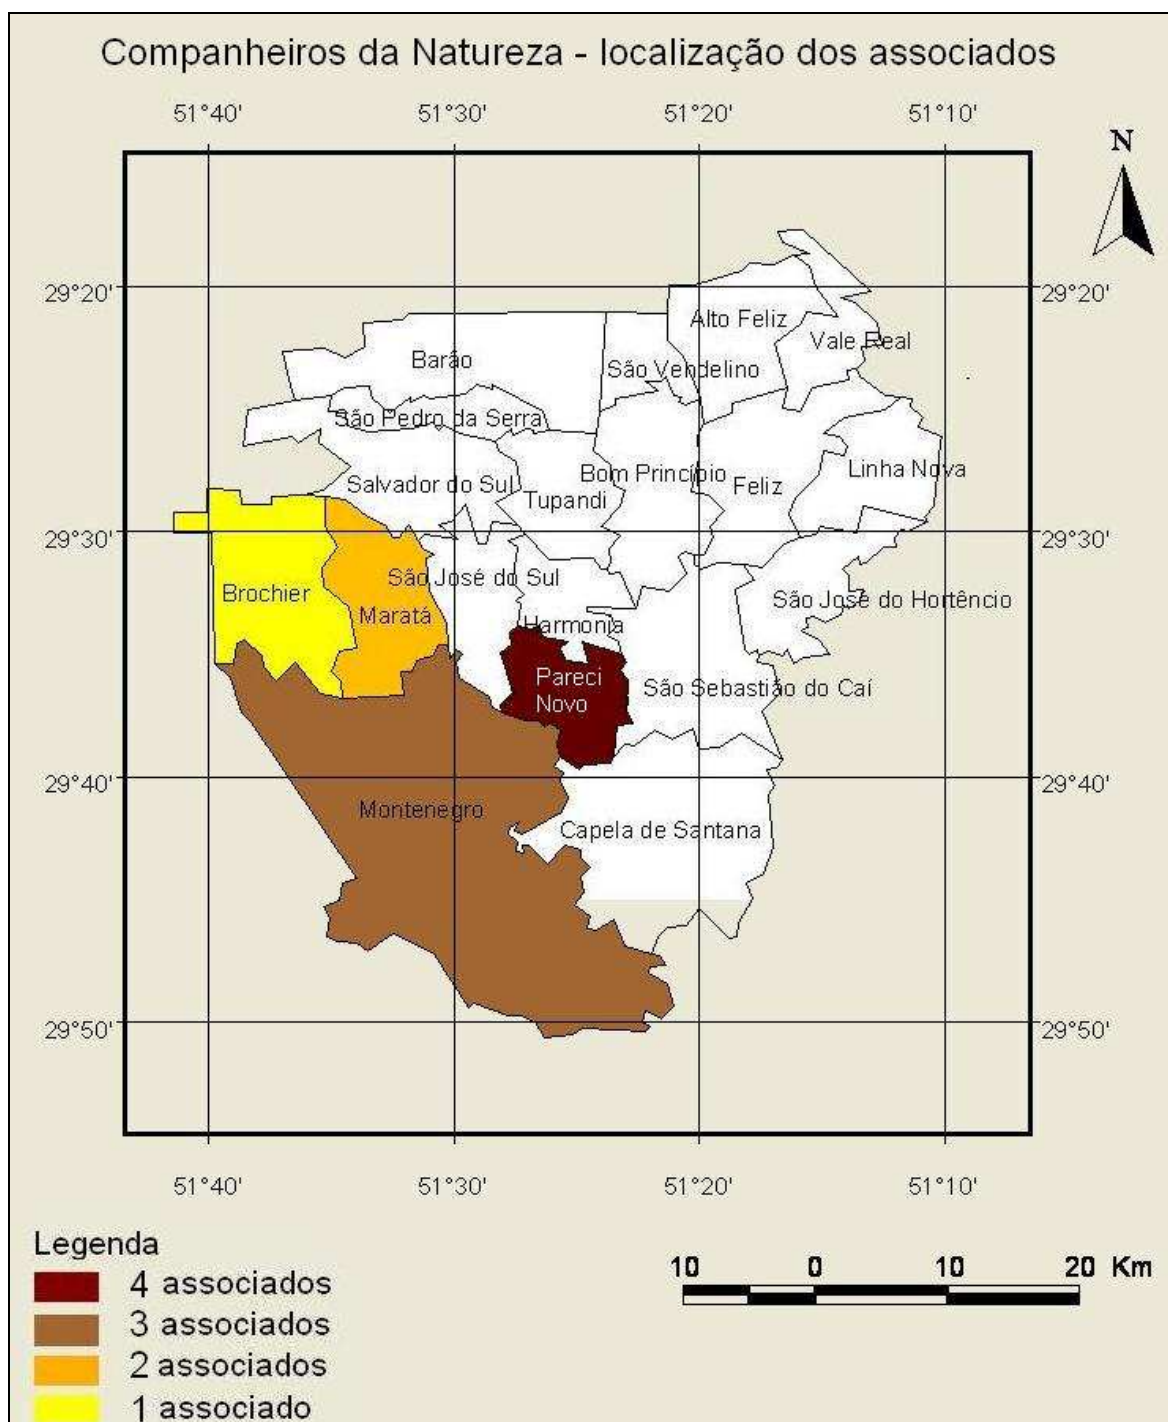 Companheiros da Natureza - localização dos associados
51°40' 51°30' 51°20' 51°10'
N
29°20' 29°20'
Alto Feliz
Vale Real
Barão
São Vendelino
São Pedro da Serra
Linha Nova
Bom Princípio
Salvador do Sul
Feliz
Tupandi
29°30' 29°30'
São José do Sul
Brochier
São José do Hortêncio
Maratá
Harmonia
Pareci
Novo
São Sebastião do Caí
29°40' 29°40'
Montenegro
Capela de Santana
29°50' 29°50'
51°40' 51°30' 51°20' 51°10'
Legenda
4 associados
3 associados
2 associados
1 associado
10 0 10 20 Km